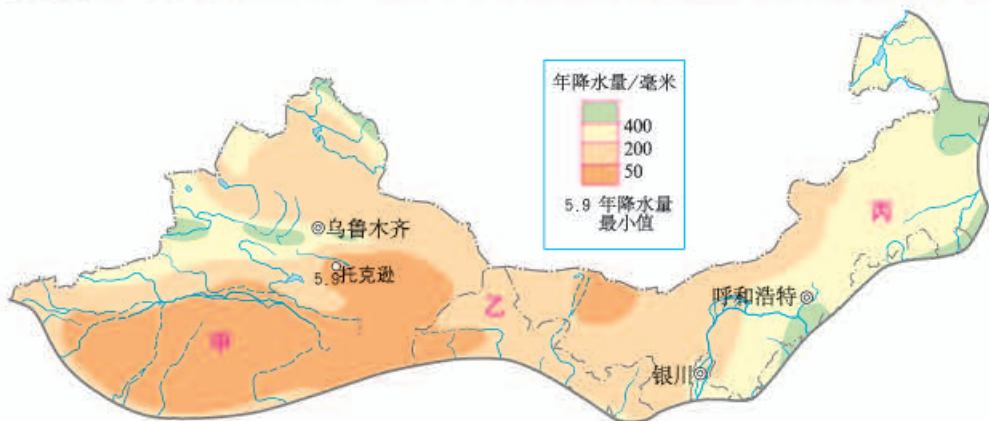 年降水量/毫米
400
200
50
5.9 年降水量
最小值
乌鲁木齐
5.9
托克逊
甲
乙
丙
呼和浩特
银川